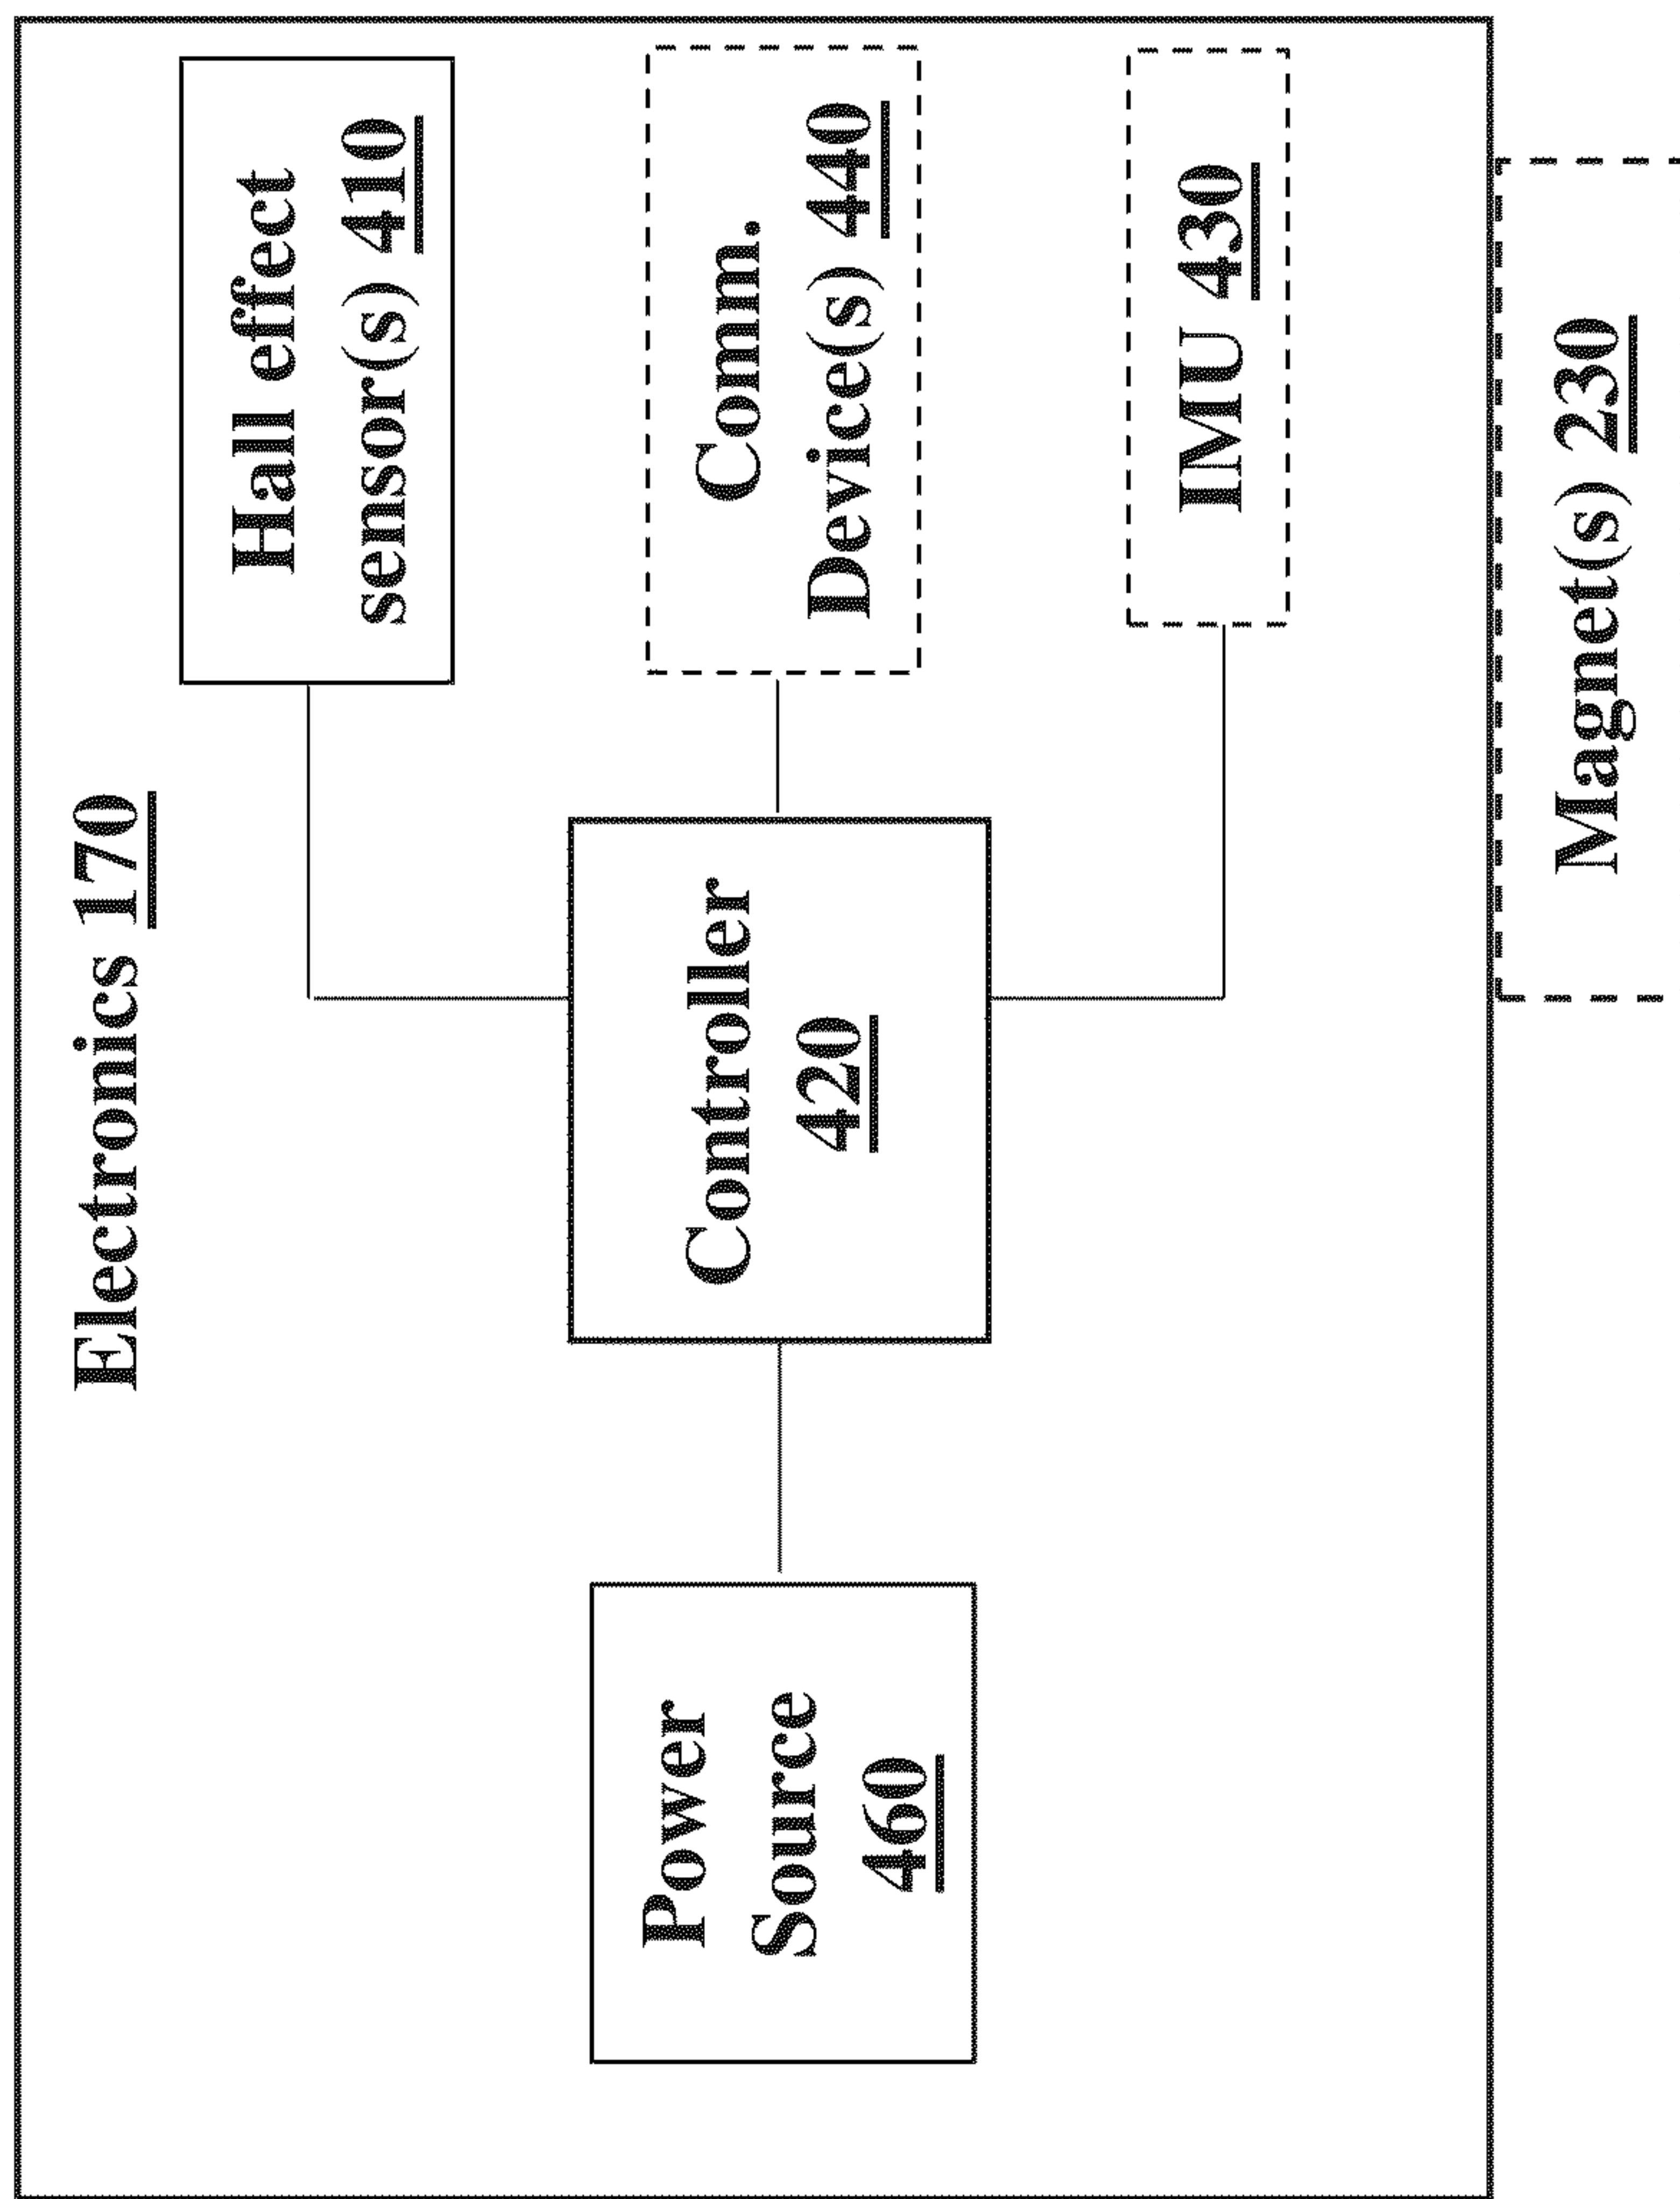 Electronics 170
Hall effect
sensor(s) 410
Comm.
Device(s) 440
IMU 430
Controller
420
Power
Source
460
Magnet(s) 230